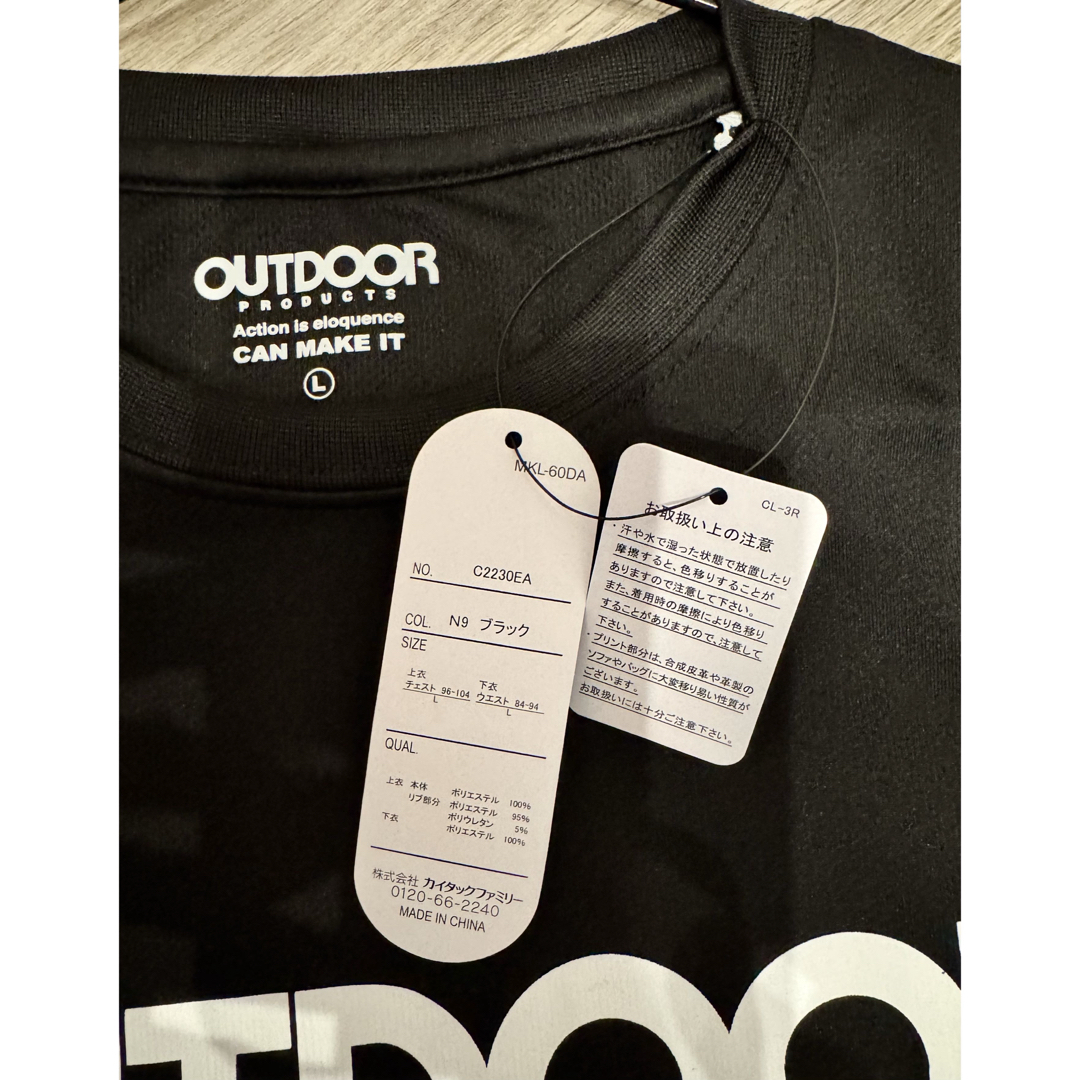 OUTDOOR
PRODUCTS
Action is eloquence
CAN MAKE IT
L
MKL-60DA
NO. C2230EA
COL. N9 ブラック
SIZE
上衣 下衣
チェスト 96-104 ウエスト 84-94
L L
QUAL.
上衣 本体 ポリエステル 100%
リブ部分 ポリエステル 95%
ポリウレタン 5%
下衣 ポリエステル 100%
株式会社 カイタックファミリー
0120-66-2240
MADE IN CHINA
CL-3R
お取扱い上の注意
・汗や水で湿った状態で放置したり
摩擦すると、色移りすることが
ありますので注意して下さい。
また、着用時の摩擦により色移り
することがありますので、注意して
下さい。
・プリント部分は、合成皮革や革製の
ソファやバッグに大変移り易い性質が
ございます。
お取扱いには十分ご注意下さい。
UTDOO